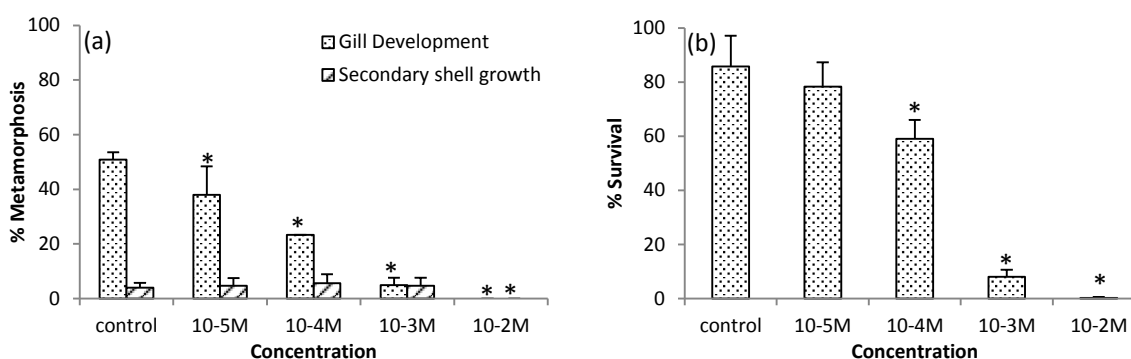 100
(a)
Gill Development
Secondary shell growth
80
60
40
20
0
% Metamorphosis
*
*
*
* *
control 10-5M 10-4M 10-3M 10-2M
Concentration
100
(b)
80
60
40
20
0
% Survival
*
*
*
control 10-5M 10-4M 10-3M 10-2M
Concentration